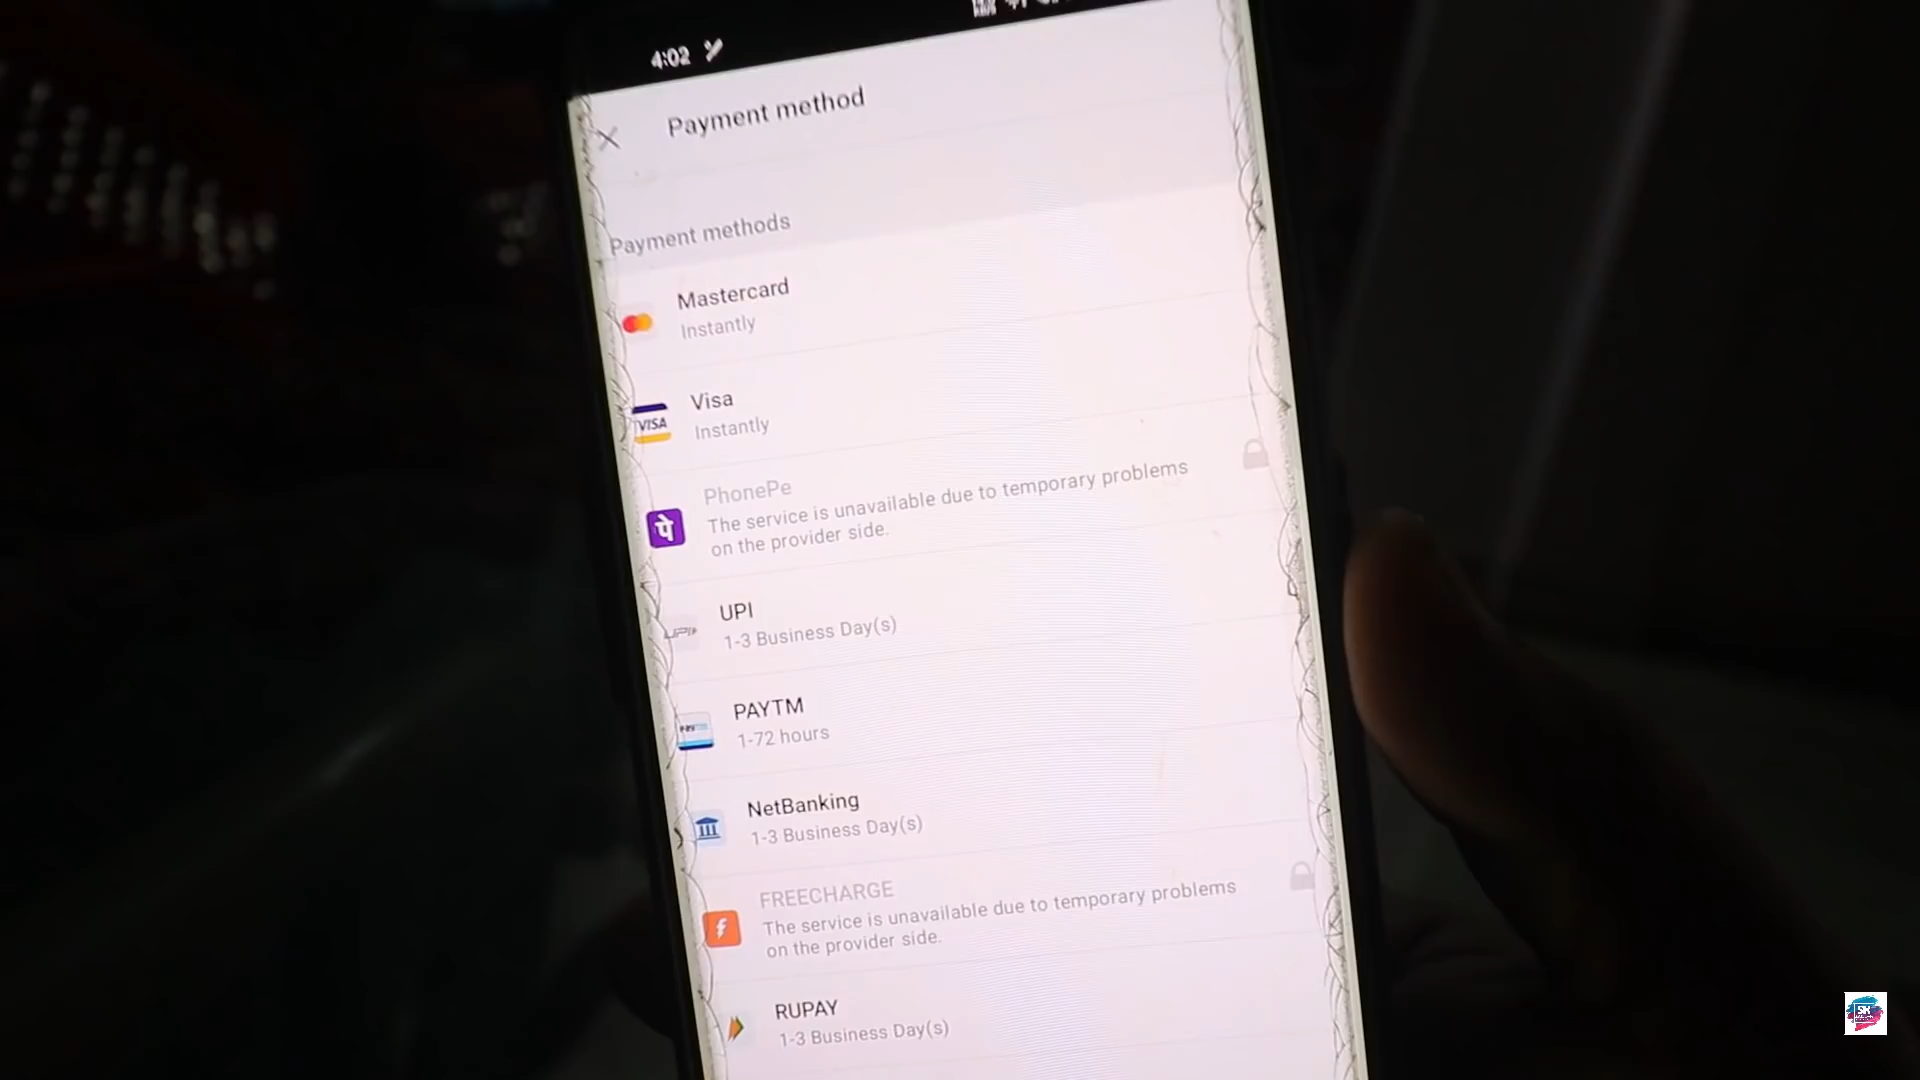 4:02
Payment method
Payment methods
Mastercard
Instantly
VISA
Visa
Instantly
पे
PhonePe
The service is unavailable due to temporary problems
on the provider side.
UPI
UPI
1-3 Business Day(s)
PAYTM
1-72 hours
NetBanking
1-3 Business Day(s)
FREECHARGE
The service is unavailable due to temporary problems
on the provider side.
RUPAY
1-3 Business Day(s)
SK